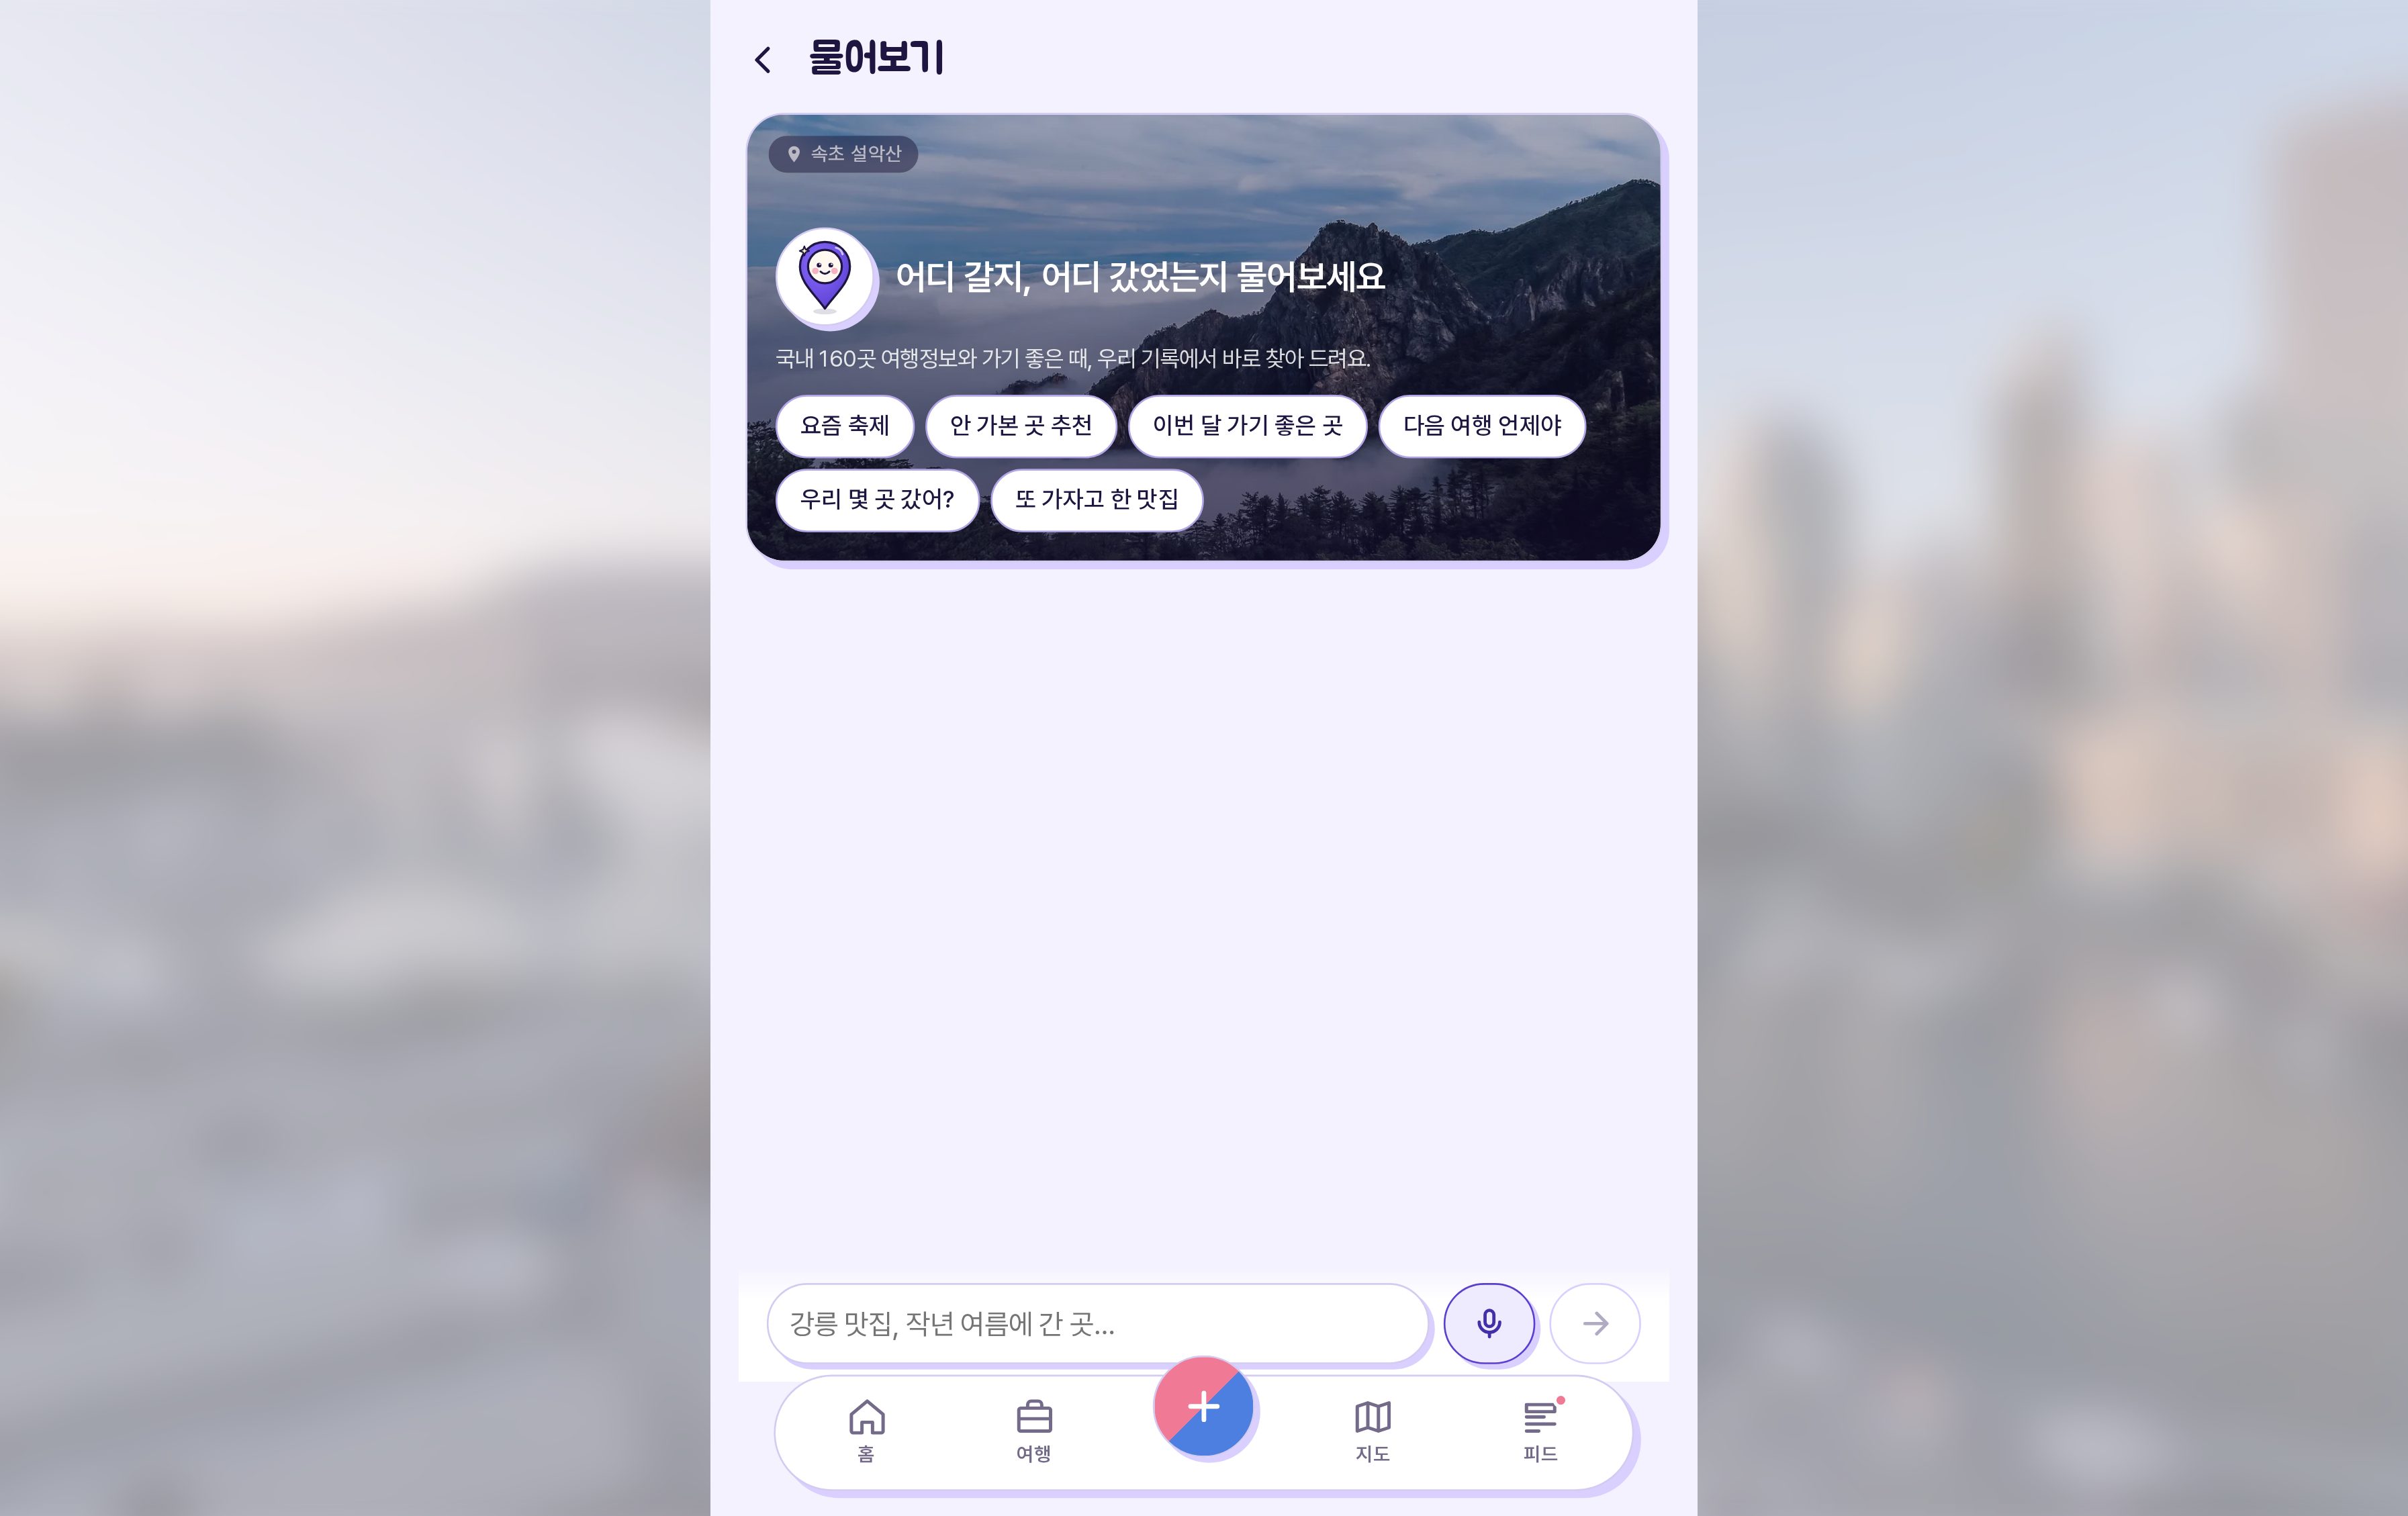 물어보기
속초 설악산
어디 갈지, 어디 갔었는지 물어보세요
국내 160곳 여행정보와 가기 좋은 때, 우리 기록에서 바로 찾아 드려요.
요즘 축제
안 가본 곳 추천
이번 달 가기 좋은 곳
다음 여행 언제야
우리 몇 곳 갔어?
또 가자고 한 맛집
강릉 맛집, 작년 여름에 간 곳...
홈
여행
지도
피드